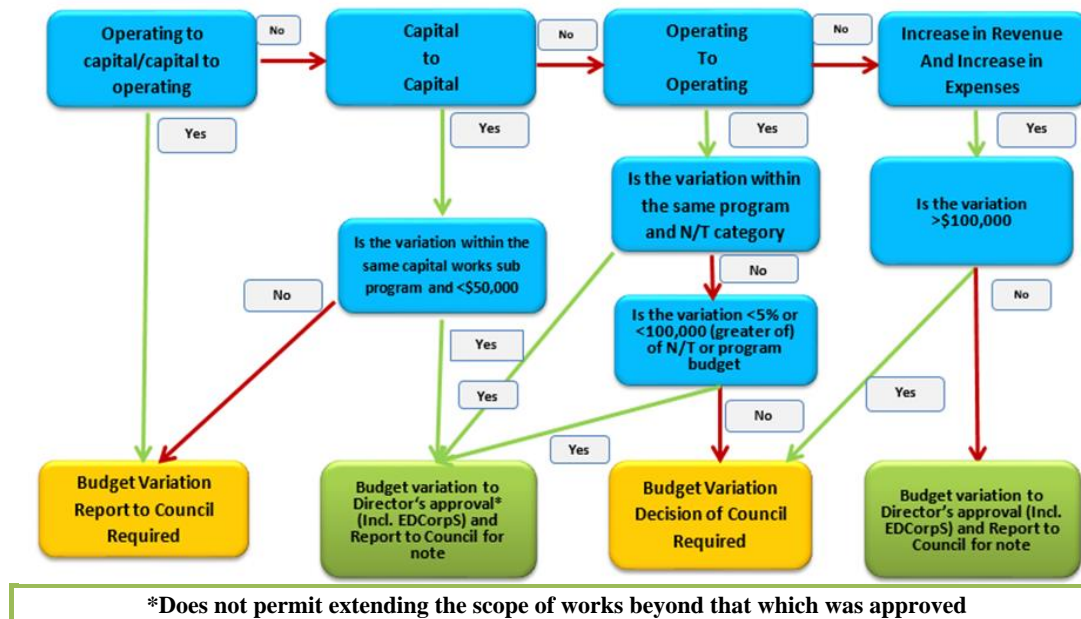 Operating to
capital/capital to
operating
No
Capital
to
Capital
No
Operating
To
Operating
No
Increase in Revenue
And Increase in
Expenses
Yes
Yes
Yes
Yes
Is the variation within
the same program
and N/T category
Is the variation
>$100,000
Is the variation within the
same capital works sub
program and <$50,000
No
No
No
Is the variation <5% or
<100,000 (greater of)
of N/T or program
budget
Yes
Yes
Yes
No
Yes
Budget Variation
Report to Council
Required
Budget variation to
Director's approval*
(Incl. EDCorpS) and
Report to Council for
note
Budget Variation
Decision of Council
Required
Budget variation to
Director's approval (Incl.
EDCorpS) and Report to
Council for note
*Does not permit extending the scope of works beyond that which was approved